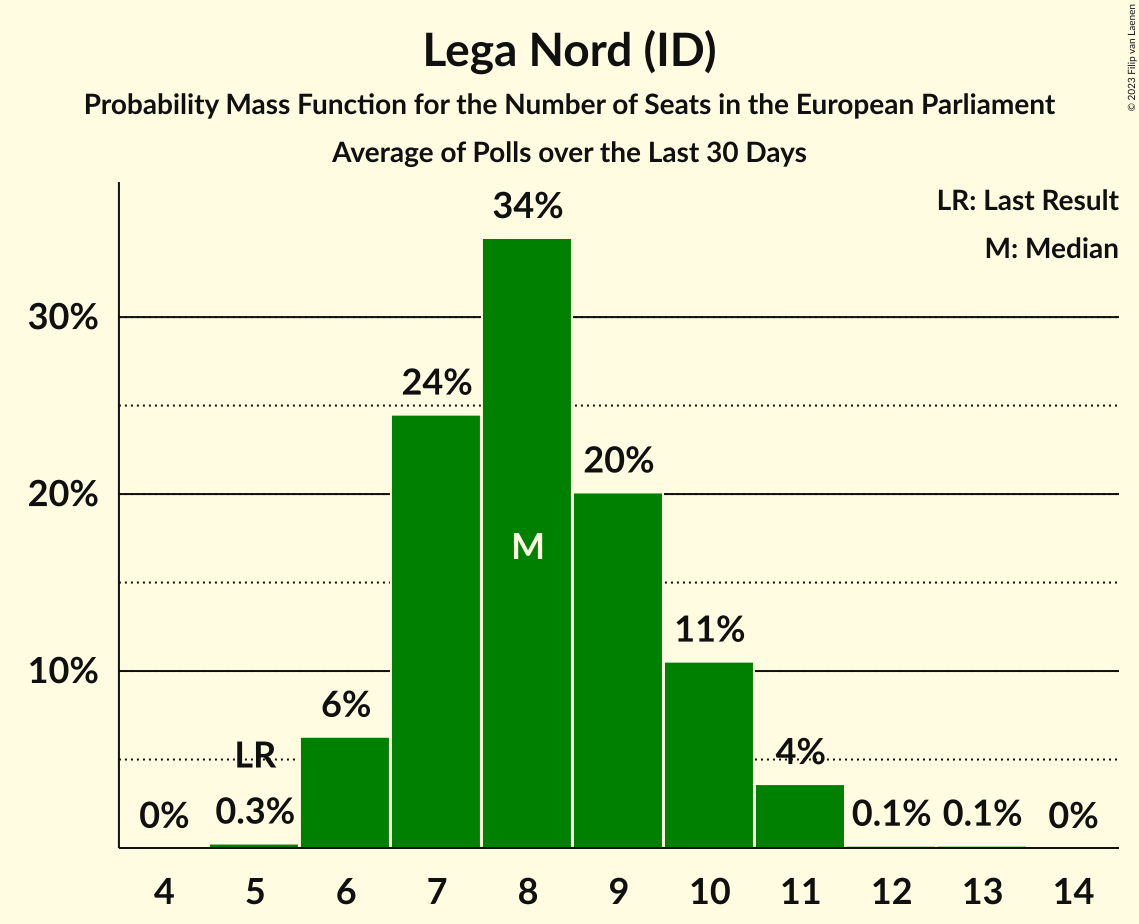 Lega Nord (ID)
Probability Mass Function for the Number of Seats in the European Parliament
Average of Polls over the Last 30 Days
© 2023 Filip van Laenen
LR: Last Result
M: Median
34%
30%
24%
20%
20%
M
11%
10%
6%
LR
4%
0%
0.3%
0.1%
0.1%
0%
4 5 6 7 8 9 10 11 12 13 14